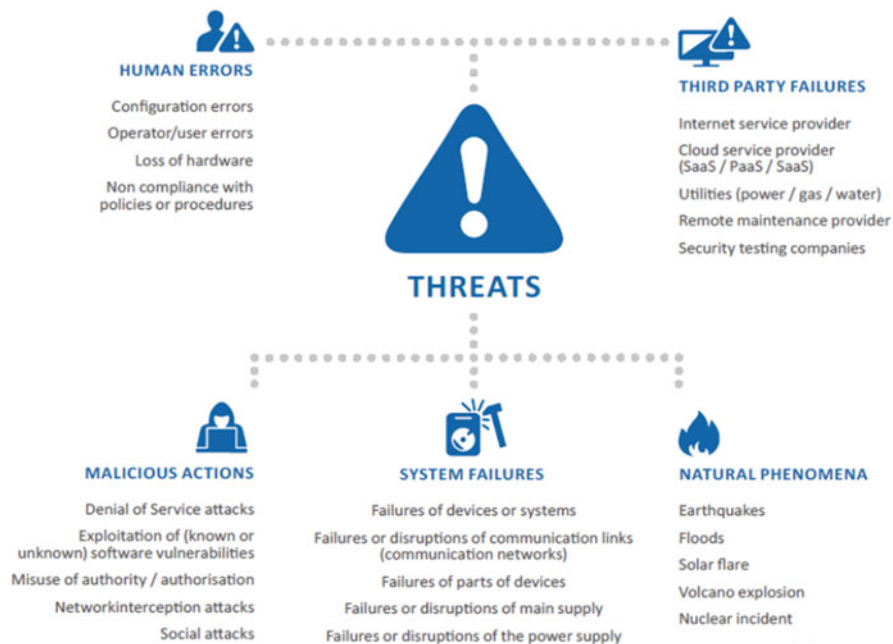 HUMAN ERRORS
Configuration errors
Operator/user errors
Loss of hardware
Non compliance with
policies or procedures
THIRD PARTY FAILURES
Internet service provider
Cloud service provider
(SaaS / PaaS / SaaS)
Utilities (power / gas / water)
Remote maintenance provider
Security testing companies
THREATS
MALICIOUS ACTIONS
Denial of Service attacks
Exploitation of (known or
unknown) software vulnerabilities
Misuse of authority / authorisation
Networkinterception attacks
Social attacks
SYSTEM FAILURES
Failures of devices or systems
Failures or disruptions of communication links
(communication networks)
Failures of parts of devices
Failures or disruptions of main supply
Failures or disruptions of the power supply
NATURAL PHENOMENA
Earthquakes
Floods
Solar flare
Volcano explosion
Nuclear incident